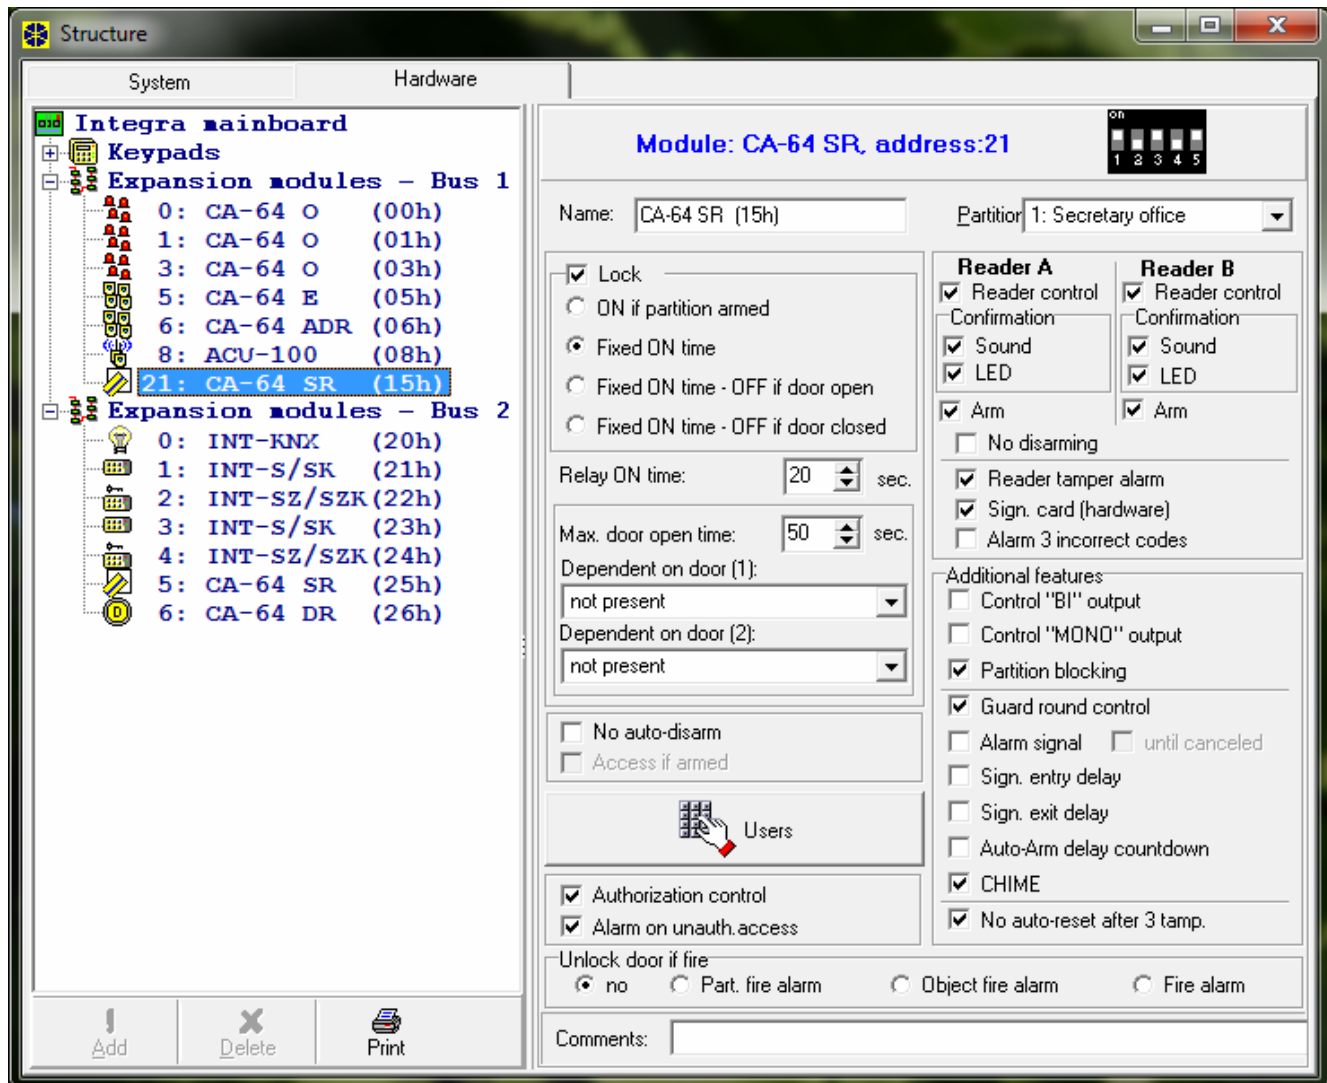 Structure
System Hardware
Integra mainboard
Keypads
Expansion modules - Bus 1
0: CA-64 O (00h)
1: CA-64 O (01h)
3: CA-64 O (03h)
5: CA-64 E (05h)
6: CA-64 ADR (06h)
8: ACU-100 (08h)
21: CA-64 SR (15h)
Expansion modules - Bus 2
0: INT-KNX (20h)
1: INT-S/SK (21h)
2: INT-SZ/SZK(22h)
3: INT-S/SK (23h)
4: INT-SZ/SZK(24h)
5: CA-64 SR (25h)
6: CA-64 DR (26h)
Add Delete Print
Module: CA-64 SR, address:21
on
1 2 3 4 5
Name: CA-64 SR (15h)
Partition 1: Secretary office
Lock
ON if partition armed
Fixed ON time
Fixed ON time - OFF if door open
Fixed ON time - OFF if door closed
Relay ON time: 20 sec.
Max. door open time: 50 sec.
Dependent on door (1):
not present
Dependent on door (2):
not present
No auto-disarm
Access if armed
Users
Authorization control
Alarm on unauth.access
Reader A Reader B
Reader control Reader control
Confirmation Confirmation
Sound Sound
LED LED
Arm Arm
No disarming
Reader tamper alarm
Sign. card (hardware)
Alarm 3 incorrect codes
Additional features
Control "BI" output
Control "MONO" output
Partition blocking
Guard round control
Alarm signal until canceled
Sign. entry delay
Sign. exit delay
Auto-Arm delay countdown
CHIME
No auto-reset after 3 tamp.
Unlock door if fire
no Part. fire alarm Object fire alarm Fire alarm
Comments: